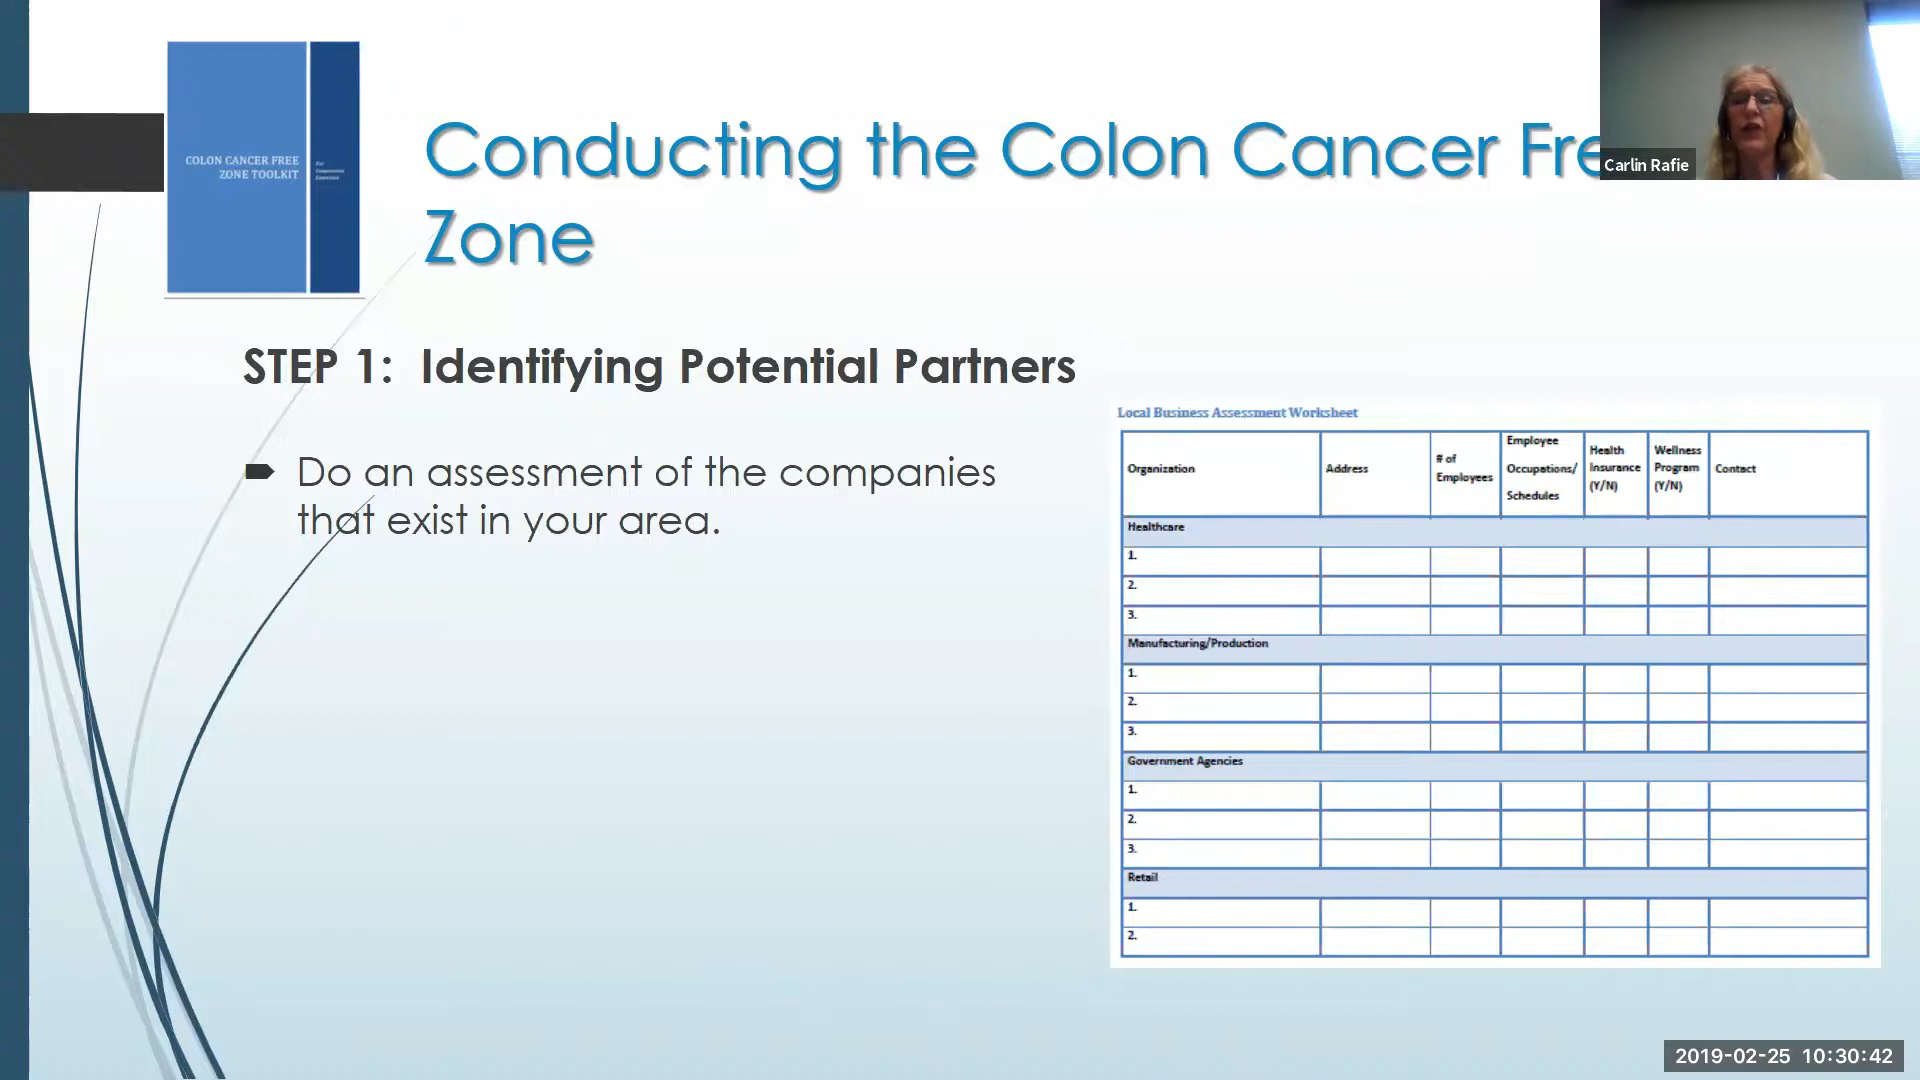 COLON CANCER FREE
ZONE TOOLKIT
For
Cooperative
Extension
Conducting the Colon Cancer Fre
Zone
Carlin Rafie
STEP 1: Identifying Potential Partners
Do an assessment of the companies
that exist in your area.
Local Business Assessment Worksheet
Organization
Address
# of
Employees
Employee
Occupations/
Schedules
Health
Insurance
(Y/N)
Wellness
Program
(Y/N)
Contact
Healthcare
1.
2.
3.
Manufacturing/Production
1.
2.
3.
Government Agencies
1.
2.
3.
Retail
1.
2.
2019-02-25 10:30:42